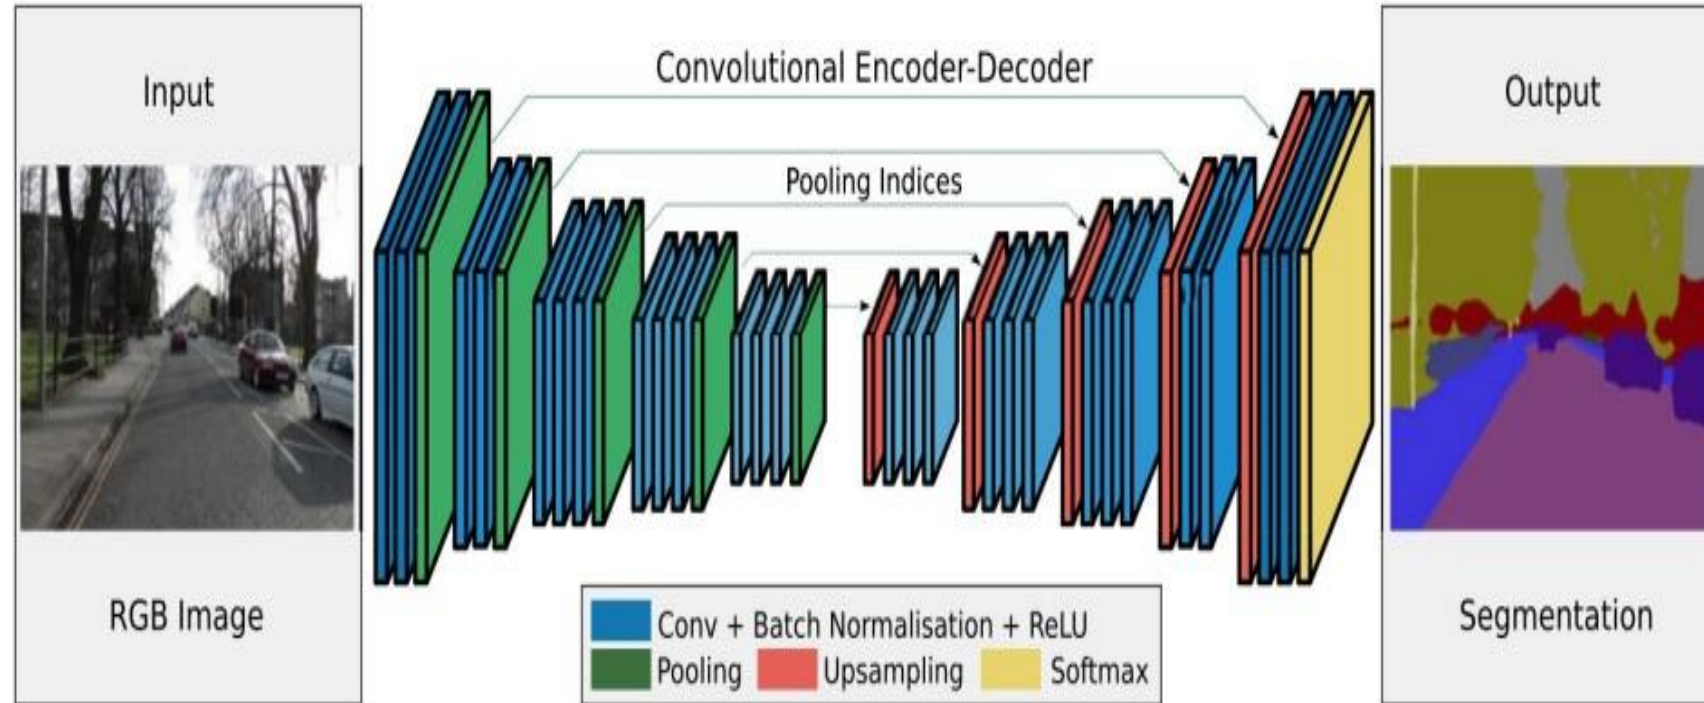 Input
RGB Image
Convolutional Encoder-Decoder
Pooling Indices
Conv + Batch Normalisation + ReLU
Pooling Upsampling Softmax
Output
Segmentation